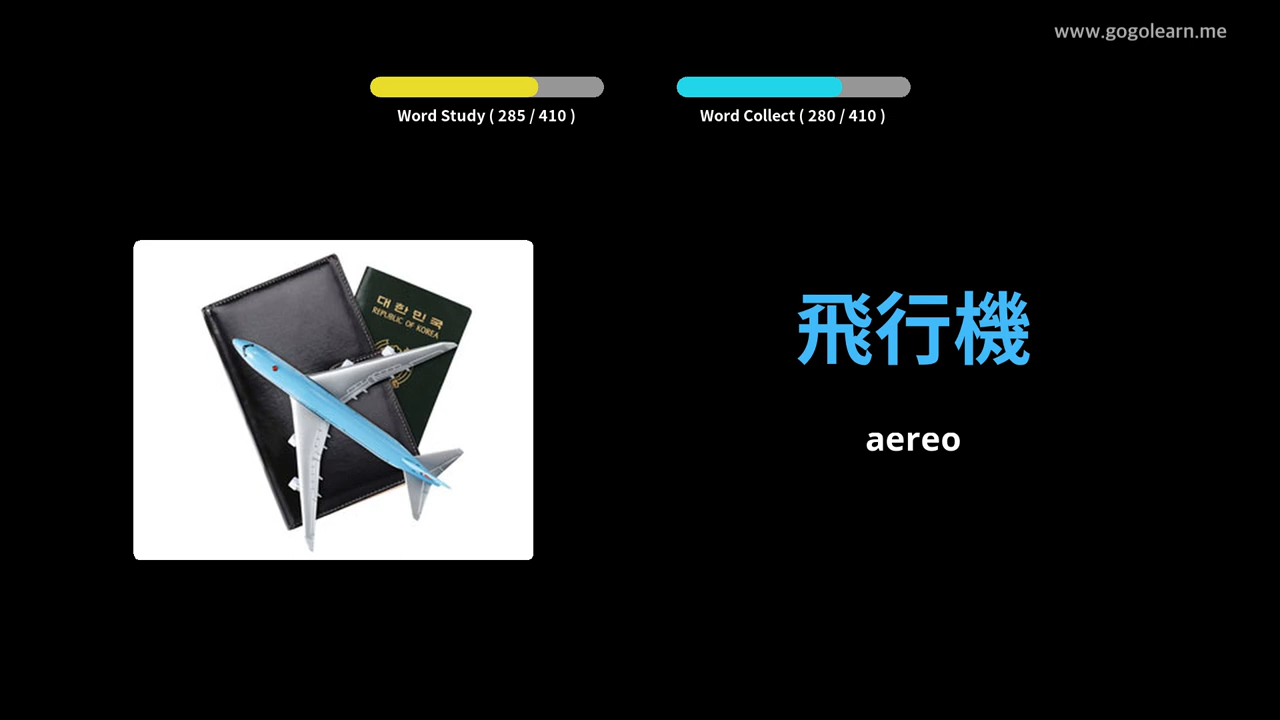 www.gogolearn.me
Word Study ( 285 / 410 )
Word Collect ( 280 / 410 )
대한민국
REPUBLIC OF KOREA
飛行機
aereo